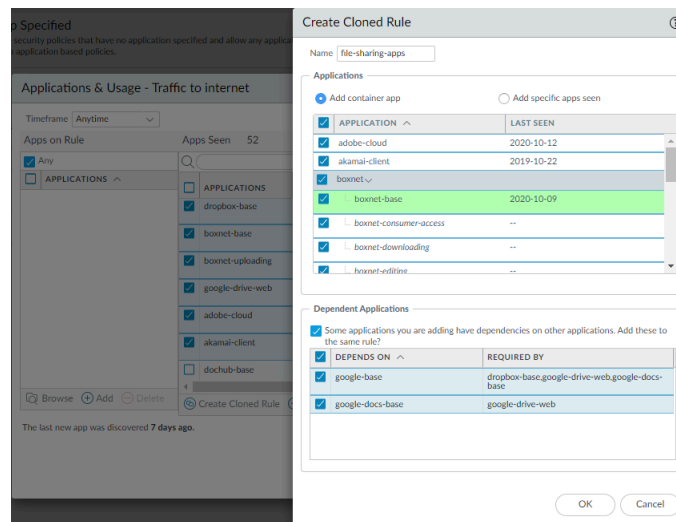 p Specified
security policies that have no application specified and allow any applica
application based policies.
Applications & Usage - Traffic to internet
Timeframe Anytime
Apps on Rule
Apps Seen 52
Any
APPLICATIONS
APPLICATIONS
dropbox-base
boxnet-base
boxnet-uploading
google-drive-web
adobe-cloud
akamai-client
dochub-base
Browse Add Delete
Create Cloned Rule
The last new app was discovered 7 days ago.
Create Cloned Rule
Name file-sharing-apps
Applications
Add container app
Add specific apps seen
APPLICATION LAST SEEN
adobe-cloud 2020-10-12
akamai-client 2019-10-22
boxnet
boxnet-base 2020-10-09
boxnet-consumer-access --
boxnet-downloading --
boxnet-editing --
Dependent Applications
Some applications you are adding have dependencies on other applications. Add these to
the same rule?
DEPENDS ON REQUIRED BY
google-base dropbox-base,google-drive-web,google-docs-
base
google-docs-base google-drive-web
OK Cancel